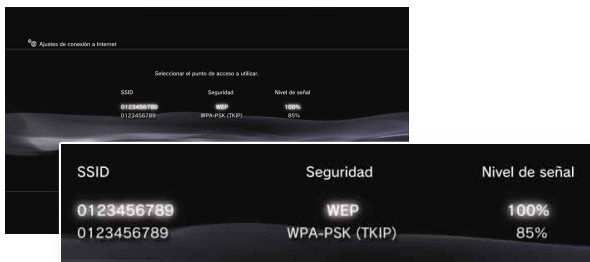 Ajustes de conexión a Internet
Seleccionar el punto de acceso a utilizar.
SSID Seguridad Nivel de señal
0123456789 WEP 100%
0123456789 WPA-PSK (TKIP) 85%
SSID Seguridad Nivel de señal
0123456789 WEP 100%
0123456789 WPA-PSK (TKIP) 85%